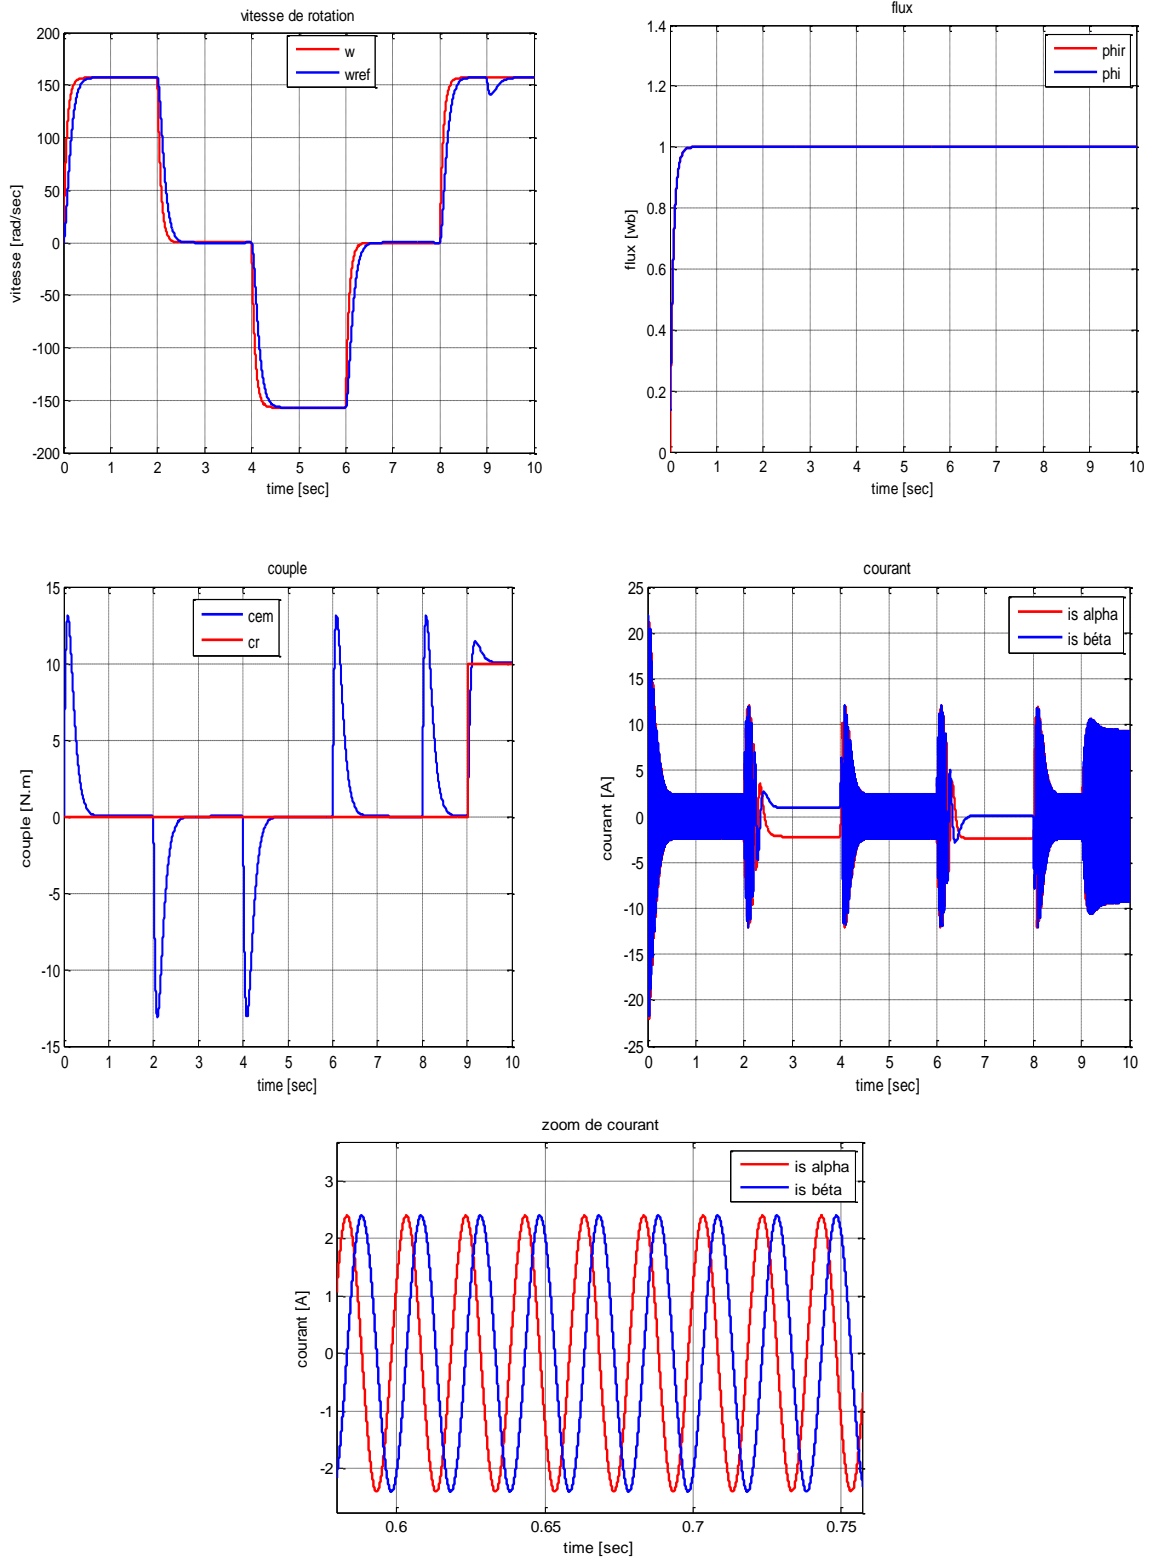 vitesse de rotation
w
wref
200
150
100
50
0
-50
-100
-150
-200
vitesse [rad/sec]
0 1 2 3 4 5 6 7 8 9 10
time [sec]
flux
phir
phi
1.4
1.2
1
0.8
0.6
0.4
0.2
0
flux [wb]
0 1 2 3 4 5 6 7 8 9 10
time [sec]
couple
cem
cr
15
10
5
0
-5
-10
-15
couple [N.m]
0 1 2 3 4 5 6 7 8 9 10
time [sec]
courant
is alpha
is béta
25
20
15
10
5
0
-5
-10
-15
-20
-25
courant [A]
0 1 2 3 4 5 6 7 8 9 10
time [sec]
zoom de courant
is alpha
is béta
3
2
1
0
-1
-2
courant [A]
0.6 0.65 0.7 0.75
time [sec]